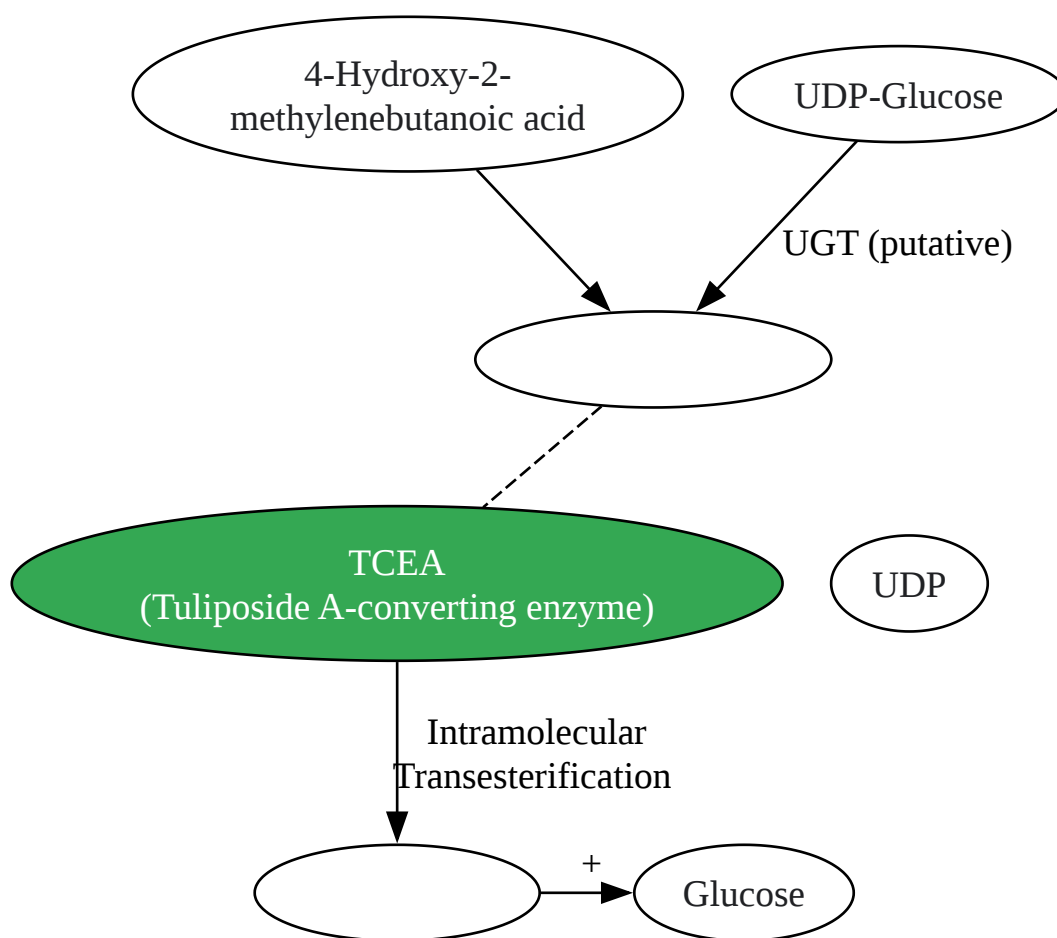 4-Hydroxy-2-
methylenebutanoic acid
UDP-Glucose
UGT (putative)
TCEA
(Tuliposide A-converting enzyme)
UDP
Intramolecular
Transesterification
+
Glucose